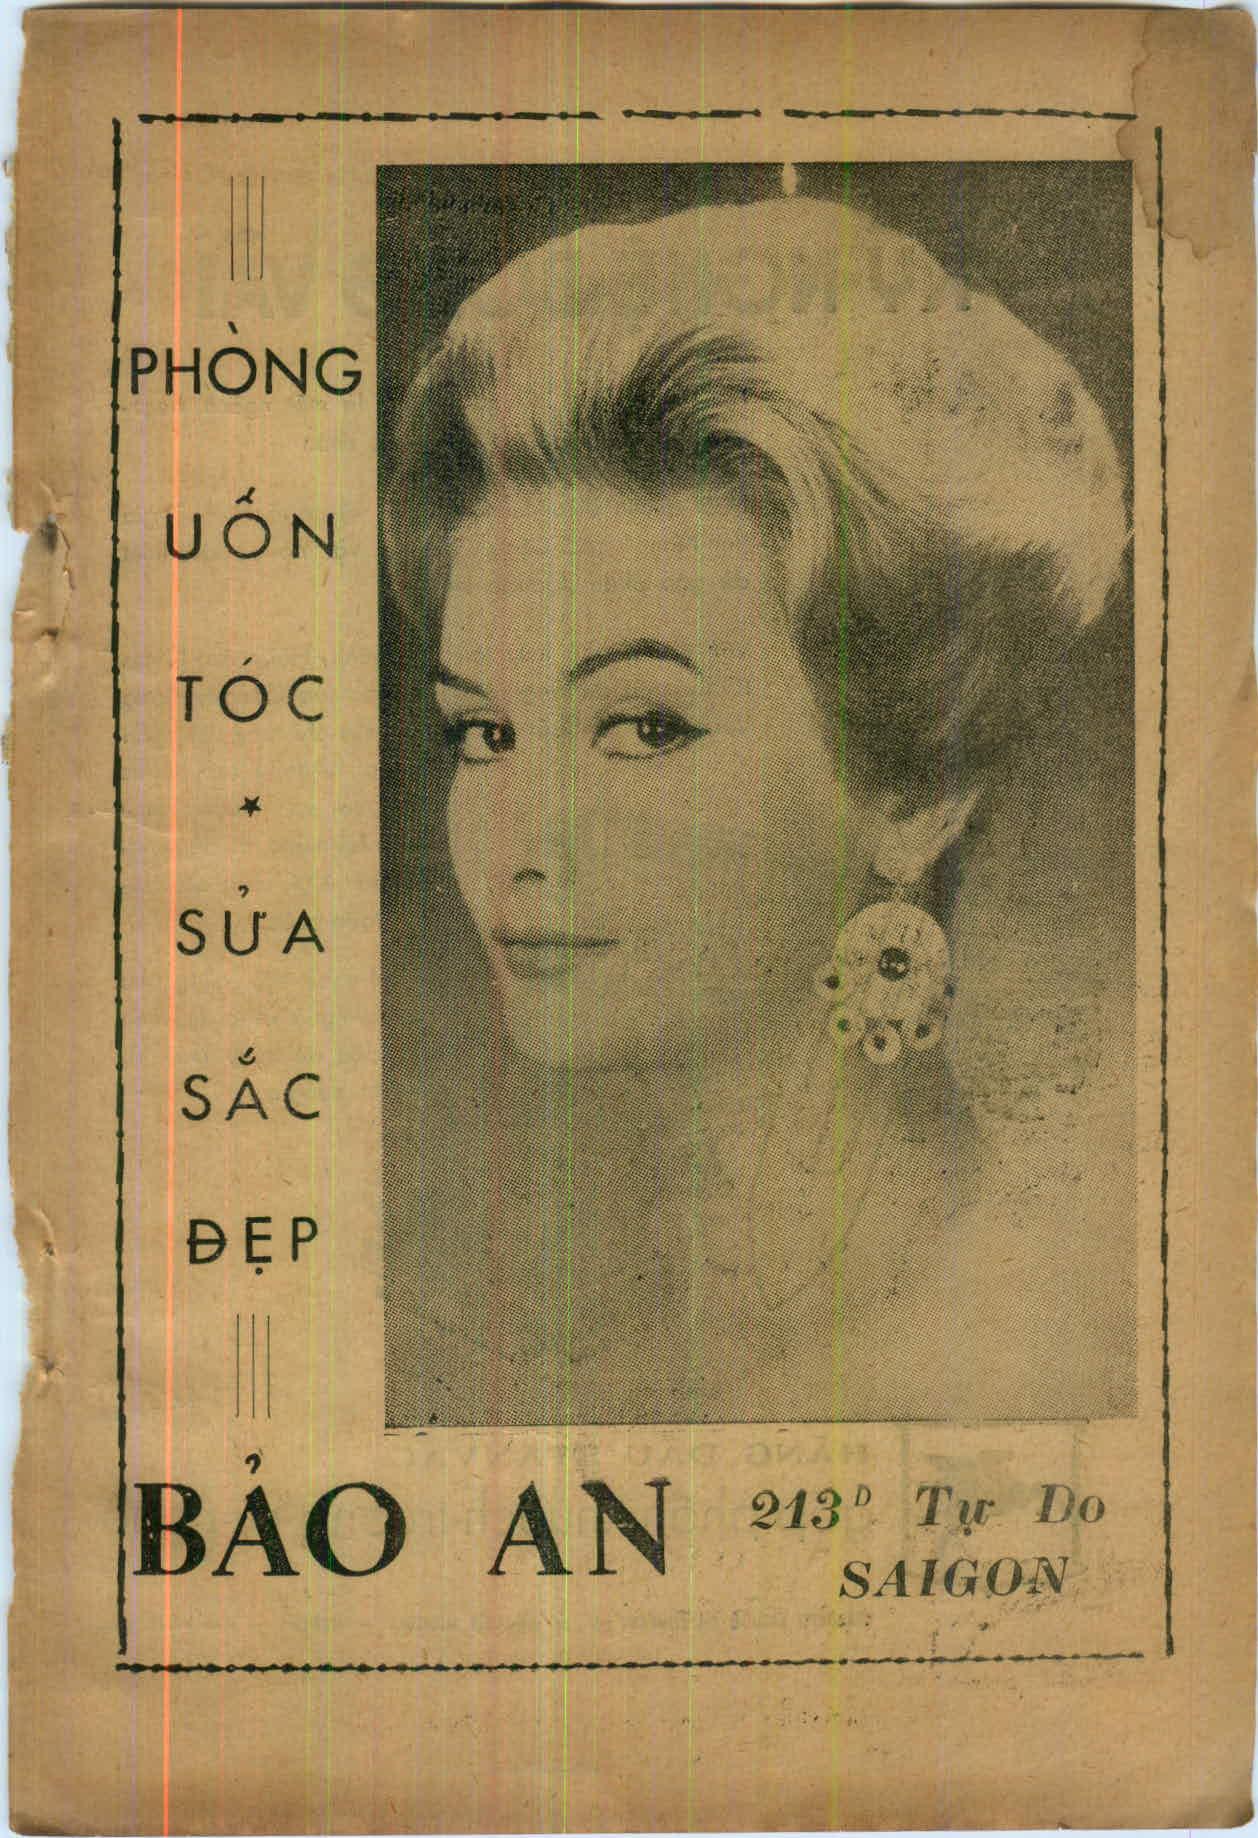 PHÒNG
UỐN
TÓC
★
SỬA
SẮC
ĐẸP
BẢO AN
213D Tự Do
SAIGON